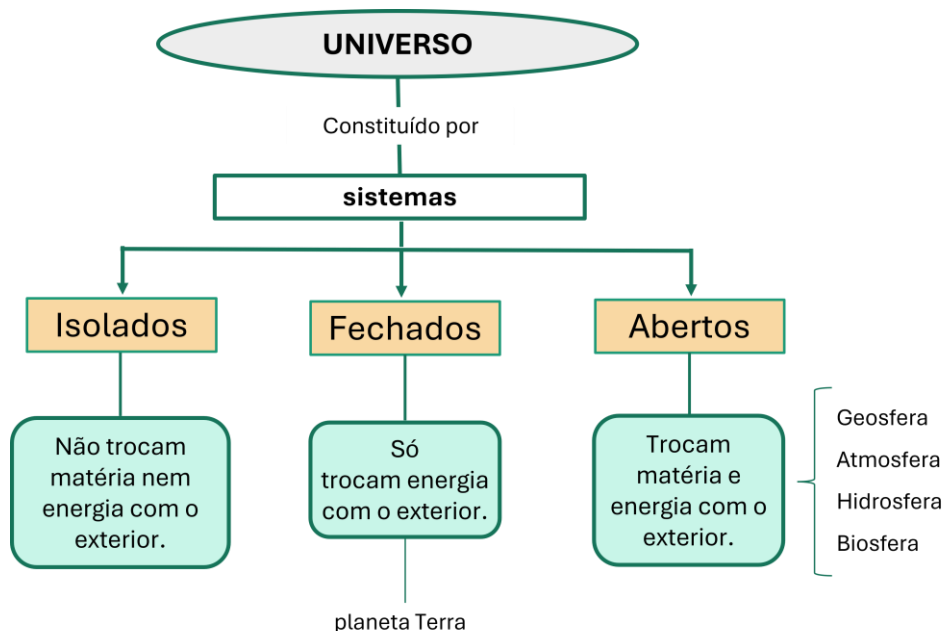 UNIVERSO
Constituído por
sistemas
Isolados
Fechados
Abertos
Não trocam
matéria nem
energia com o
exterior.
Só
trocam energia
com o exterior.
planeta Terra
Trocam
matéria e
energia com o
exterior.
Geosfera
Atmosfera
Hidrosfera
Biosfera